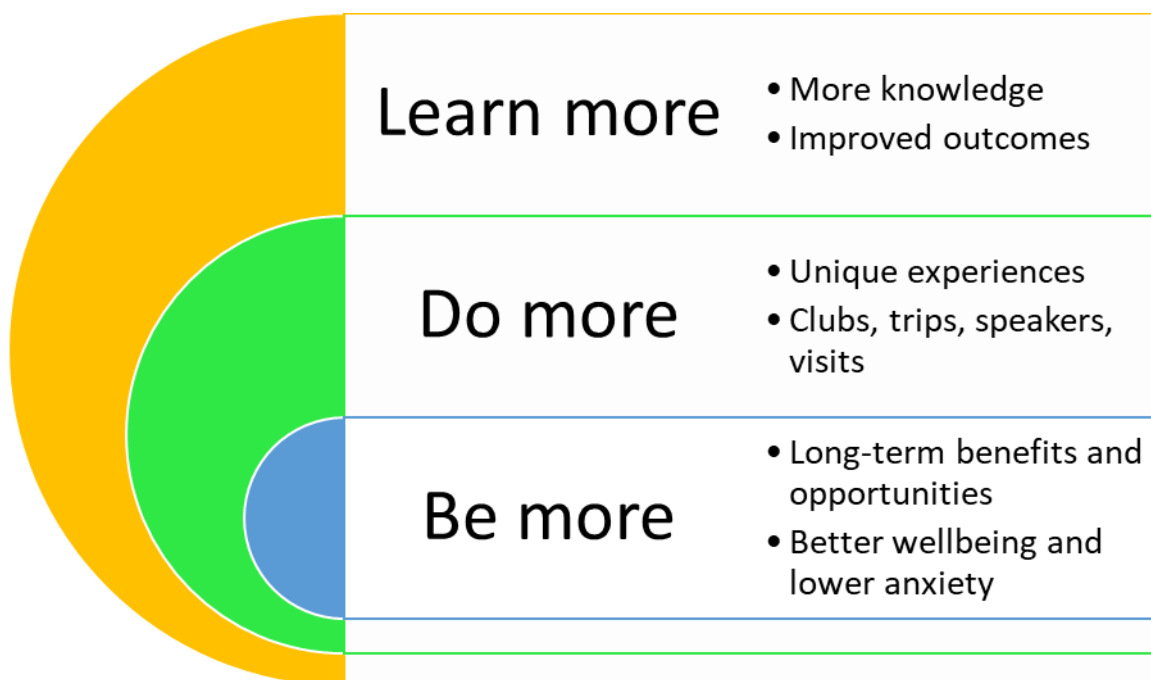 Learn more
• More knowledge
• Improved outcomes
Do more
• Unique experiences
• Clubs, trips, speakers,
visits
Be more
• Long-term benefits and
opportunities
• Better wellbeing and
lower anxiety